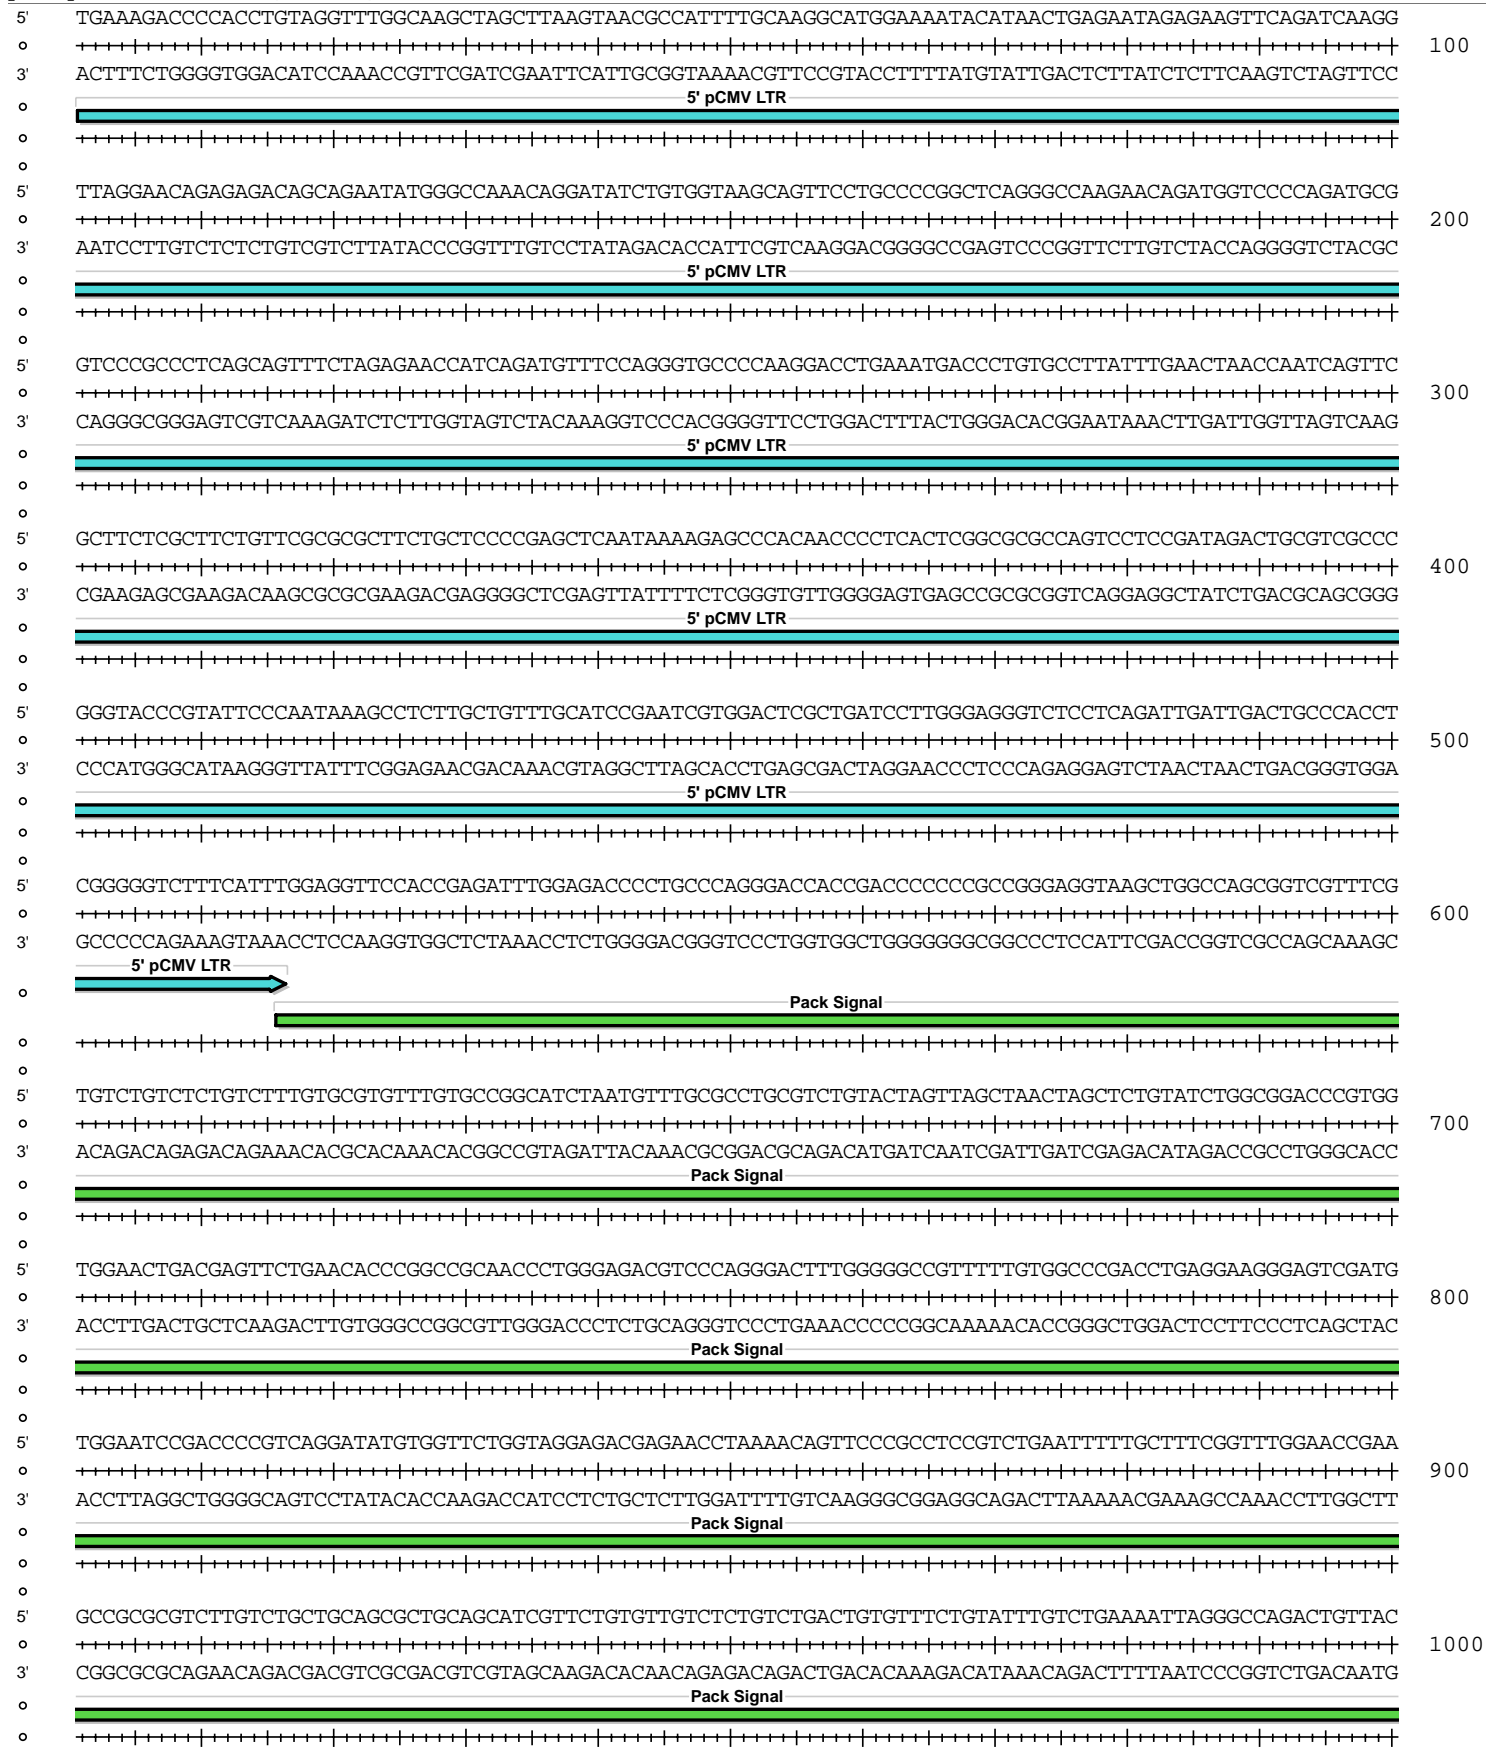 5' TGAAAGACCCCACCTGTAGGTTTGGCAAGCTAGCTTAAGTAACGCCATTTTGCAAGGCATGGAAAATACATAACTGAGAATAGAGAAGTTCAGATCAAGG
100
3' ACTTTCTGGGGTGGACATCCAAACCGTTCGATCGAATTCATTGCGGTAAAACGTTCCGTACCTTTTATGTATTGACTCTTATCTCTTCAAGTCTAGTTCC
5' pCMV LTR
5' TTAGGAACAGAGAGACAGCAGAATATGGGCCAAACAGGATATCTGTGGTAAGCAGTTCCTGCCCCGGCTCAGGGCCAAGAACAGATGGTCCCCAGATGCG
200
3' AATCCTTGTCTCTCTGTCGTCTTATACCCGGTTTGTCCTATAGACACCATTCGTCAAGGACGGGGCCGAGTCCCGGTTCTTGTCTACCAGGGGTCTACGC
5' pCMV LTR
5' GTCCCGCCCTCAGCAGTTTCTAGAGAACCATCAGATGTTTCCAGGGTGCCCCAAGGACCTGAAATGACCCTGTGCCTTATTTGAACTAACCAATCAGTTC
300
3' CAGGGCGGGAGTCGTCAAAGATCTCTTGGTAGTCTACAAAGGTCCCACGGGGTTCCTGGACTTTACTGGGACACGGAATAAACTTGATTGGTTAGTCAAG
5' pCMV LTR
5' GCTTCTCGCTTCTGTTCGCGCGCTTCTGCTCCCCGAGCTCAATAAAAGAGCCCACAACCCCTCACTCGGCGCGCCAGTCCTCCGATAGACTGCGTCGCCC
400
3' CGAAGAGCGAAGACAAGCGCGCGAAGACGAGGGGCTCGAGTTATTTTCTCGGGTGTTGGGGAGTGAGCCGCGCGGTCAGGAGGCTATCTGACGCAGCGGG
5' pCMV LTR
5' GGGTACCCGTATTCCCAATAAAGCCTCTTGCTGTTTGCATCCGAATCGTGGACTCGCTGATCCTTGGGAGGGTCTCCTCAGATTGATTGACTGCCCACCT
500
3' CCCATGGGCATAAGGGTTATTTCGGAGAACGACAAACGTAGGCTTAGCACCTGAGCGACTAGGAACCCTCCCAGAGGAGTCTAACTAACTGACGGGTGGA
5' pCMV LTR
5' CGGGGGTCTTTCATTTGGAGGTTCCACCGAGATTTGGAGACCCCTGCCCAGGGACCACCGACCCCCCCGCCGGGAGGTAAGCTGGCCAGCGGTCGTTTCG
600
3' GCCCCCAGAAAGTAAACCTCCAAGGTGGCTCTAAACCTCTGGGGACGGGTCCCTGGTGGCTGGGGGGGCGGCCCTCCATTCGACCGGTCGCCAGCAAAGC
5' pCMV LTR
Pack Signal
5' TGTCTGTCTCTGTCTTTGTGCGTGTTTGTGCCGGCATCTAATGTTTGCGCCTGCGTCTGTACTAGTTAGCTAACTAGCTCTGTATCTGGCGGACCCGTGG
700
3' ACAGACAGAGACAGAAACACGCACAAACACGGCCGTAGATTACAAACGCGGACGCAGACATGATCAATCGATTGATCGAGACATAGACCGCCTGGGCACC
Pack Signal
5' TGGAACTGACGAGTTCTGAACACCCGGCCGCAACCCTGGGAGACGTCCCAGGGACTTTGGGGGCCGTTTTTGTGGCCCGACCTGAGGAAGGGAGTCGATG
800
3' ACCTTGACTGCTCAAGACTTGTGGGCCGGCGTTGGGACCCTCTGCAGGGTCCCTGAAACCCCCGGCAAAAACACCGGGCTGGACTCCTTCCCTCAGCTAC
Pack Signal
5' TGGAATCCGACCCCGTCAGGATATGTGGTTCTGGTAGGAGACGAGAACCTAAAACAGTTCCCGCCTCCGTCTGAATTTTTGCTTTCGGTTTGGAACCGAA
900
3' ACCTTAGGCTGGGGCAGTCCTATACACCAAGACCATCCTCTGCTCTTGGATTTTGTCAAGGGCGGAGGCAGACTTAAAAACGAAAGCCAAACCTTGGCTT
Pack Signal
5' GCCGCGCGTCTTGTCTGCTGCAGCGCTGCAGCATCGTTCTGTGTTGTCTCTGTCTGACTGTGTTTCTGTATTTGTCTGAAAATTAGGGCCAGACTGTTAC
1000
3' CGGCGCGCAGAACAGACGACGTCGCGACGTCGTAGCAAGACACAACAGAGACAGACTGACACAAAGACATAAACAGACTTTTAATCCCGGTCTGACAATG
Pack Signal